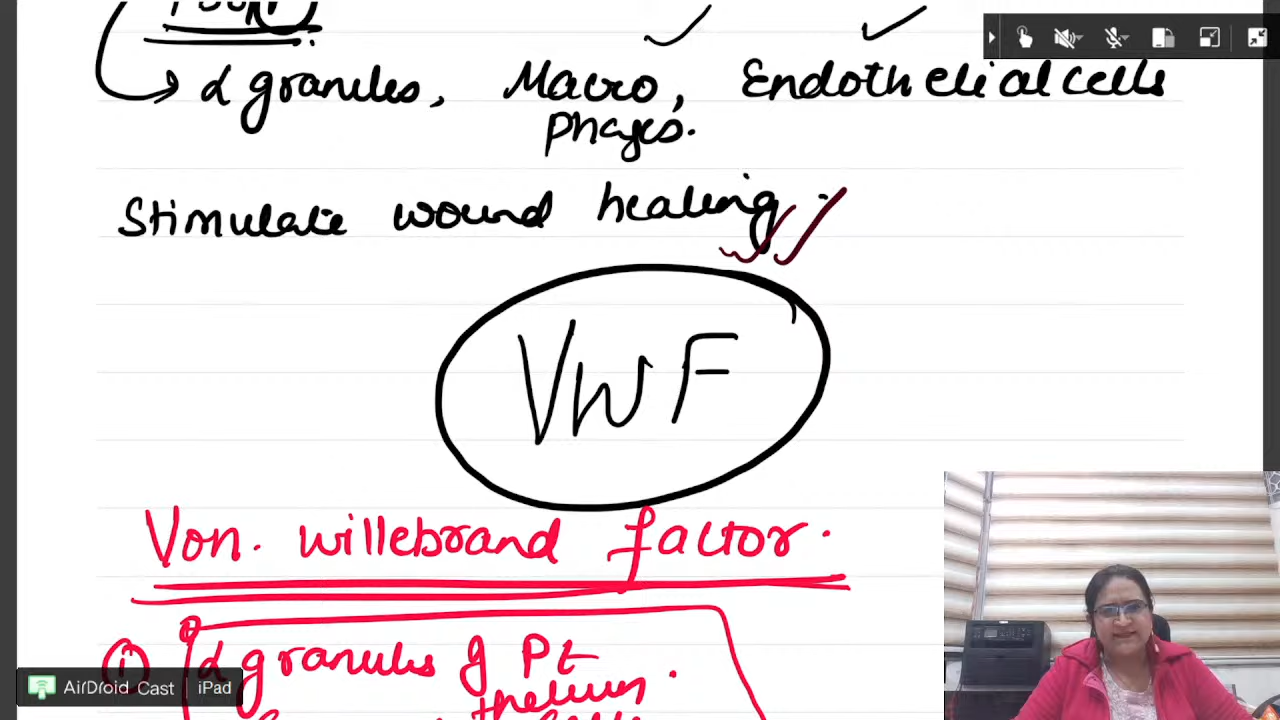 α granules, Macro, Endothelial cells
phages.
Stimulate wound healing.
VWF
Von. willebrand factor.
① α granules of Pt
AirDroid Cast iPad